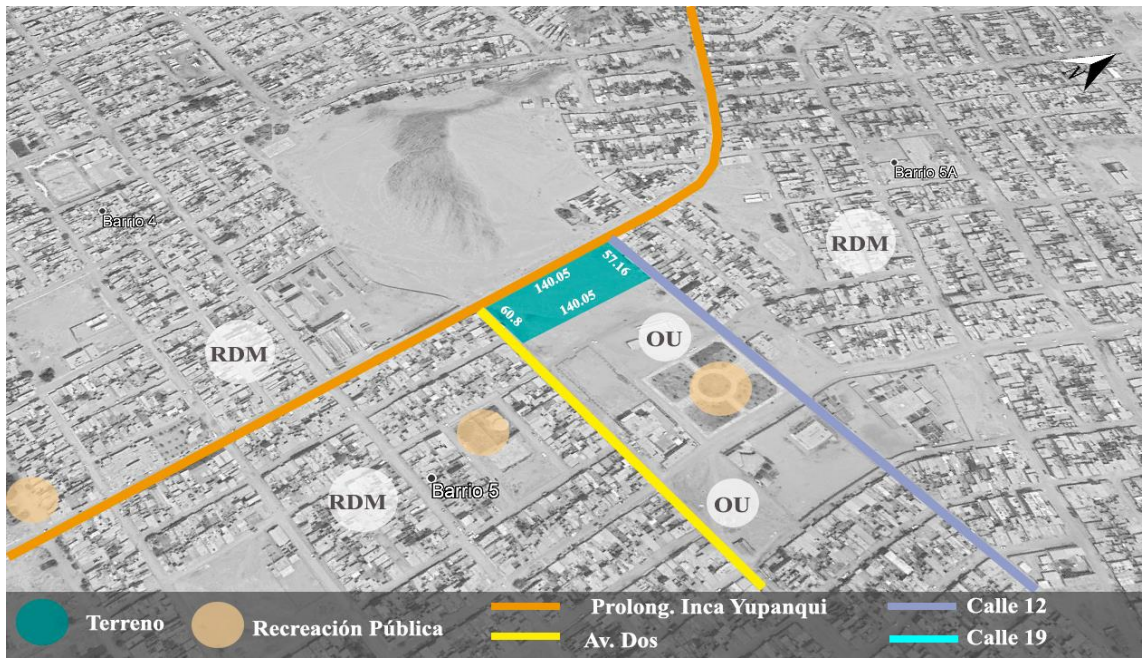 N
Barrio 5A
Barrio 4
RDM
57.16
140.05
140.05
60.8
OU
RDM
RDM
Barrio 5
OU
Terreno
Recreación Pública
Prolong. Inca Yupanqui
Av. Dos
Calle 12
Calle 19